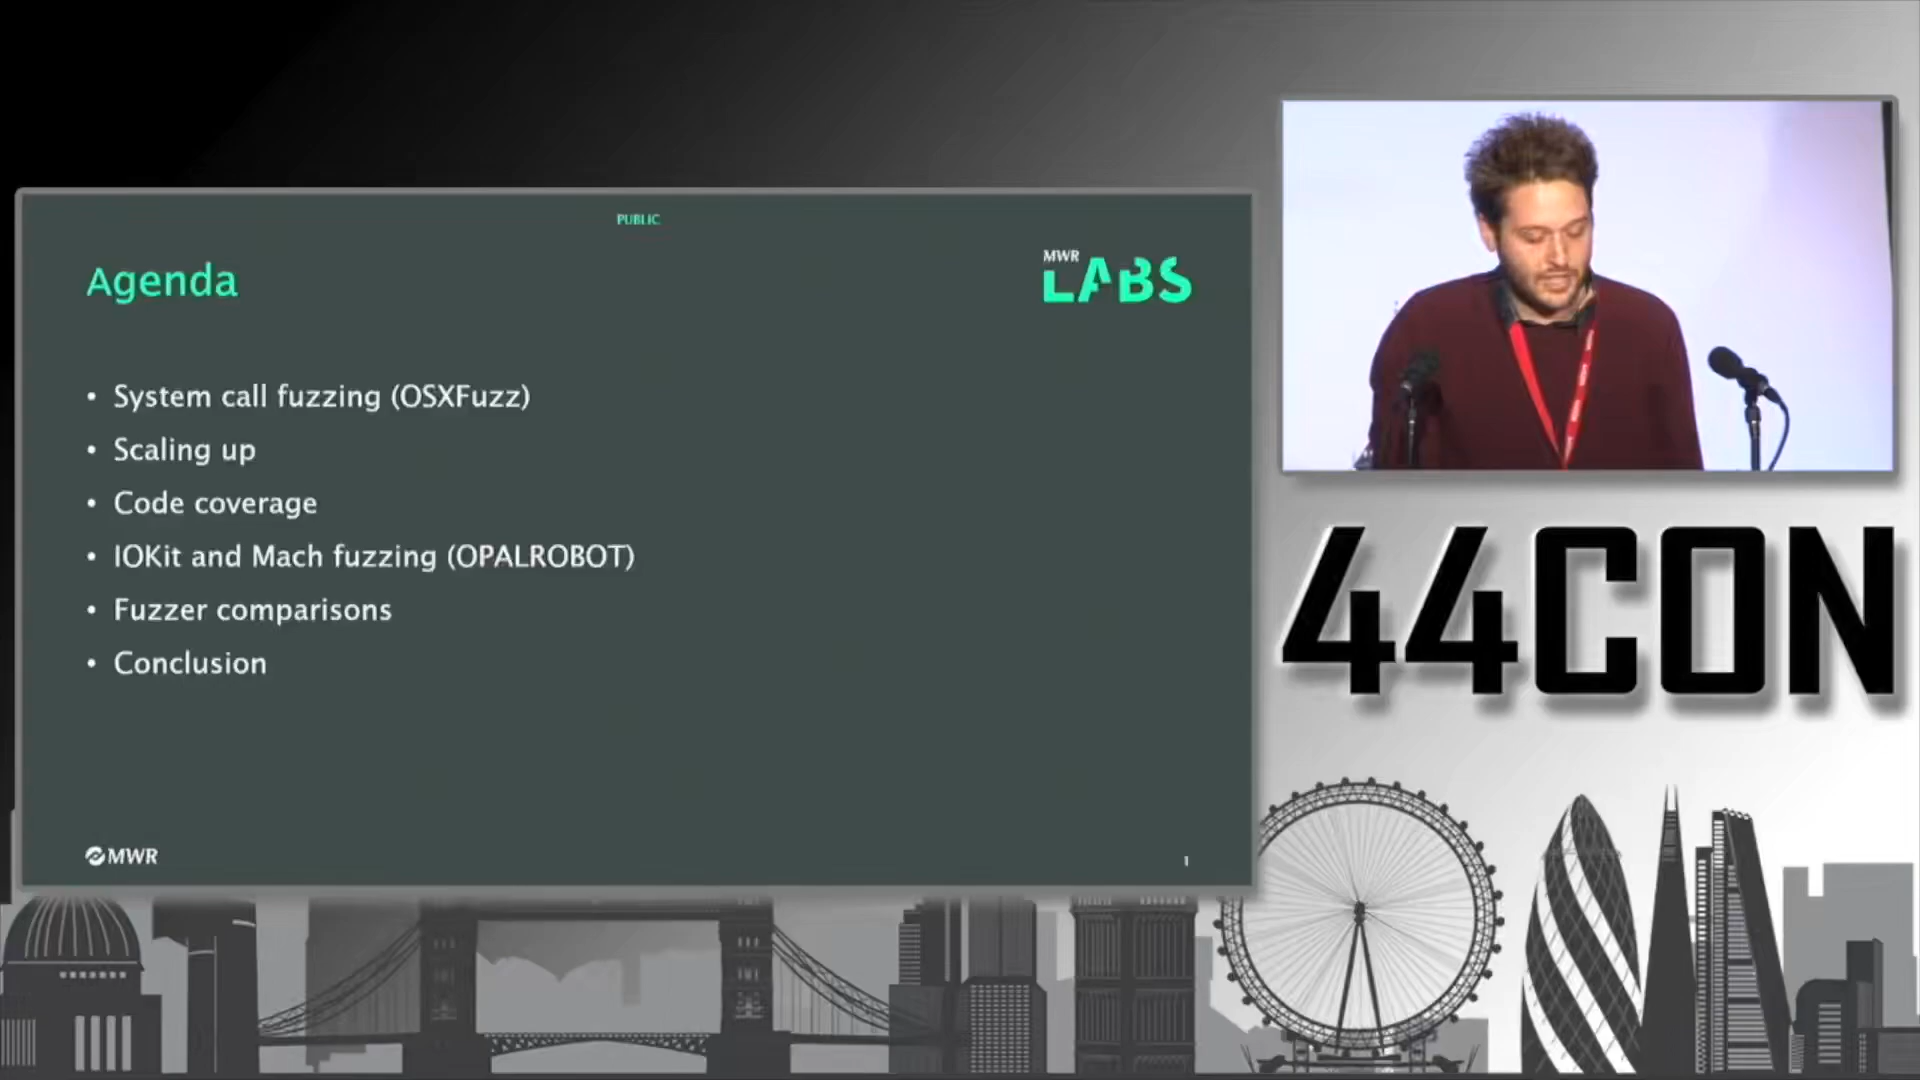 PUBLIC
Agenda
MWR
LABS
• System call fuzzing (OSXFuzz)
• Scaling up
• Code coverage
• IOKit and Mach fuzzing (OPALROBOT)
• Fuzzer comparisons
• Conclusion
MWR
1
44CON